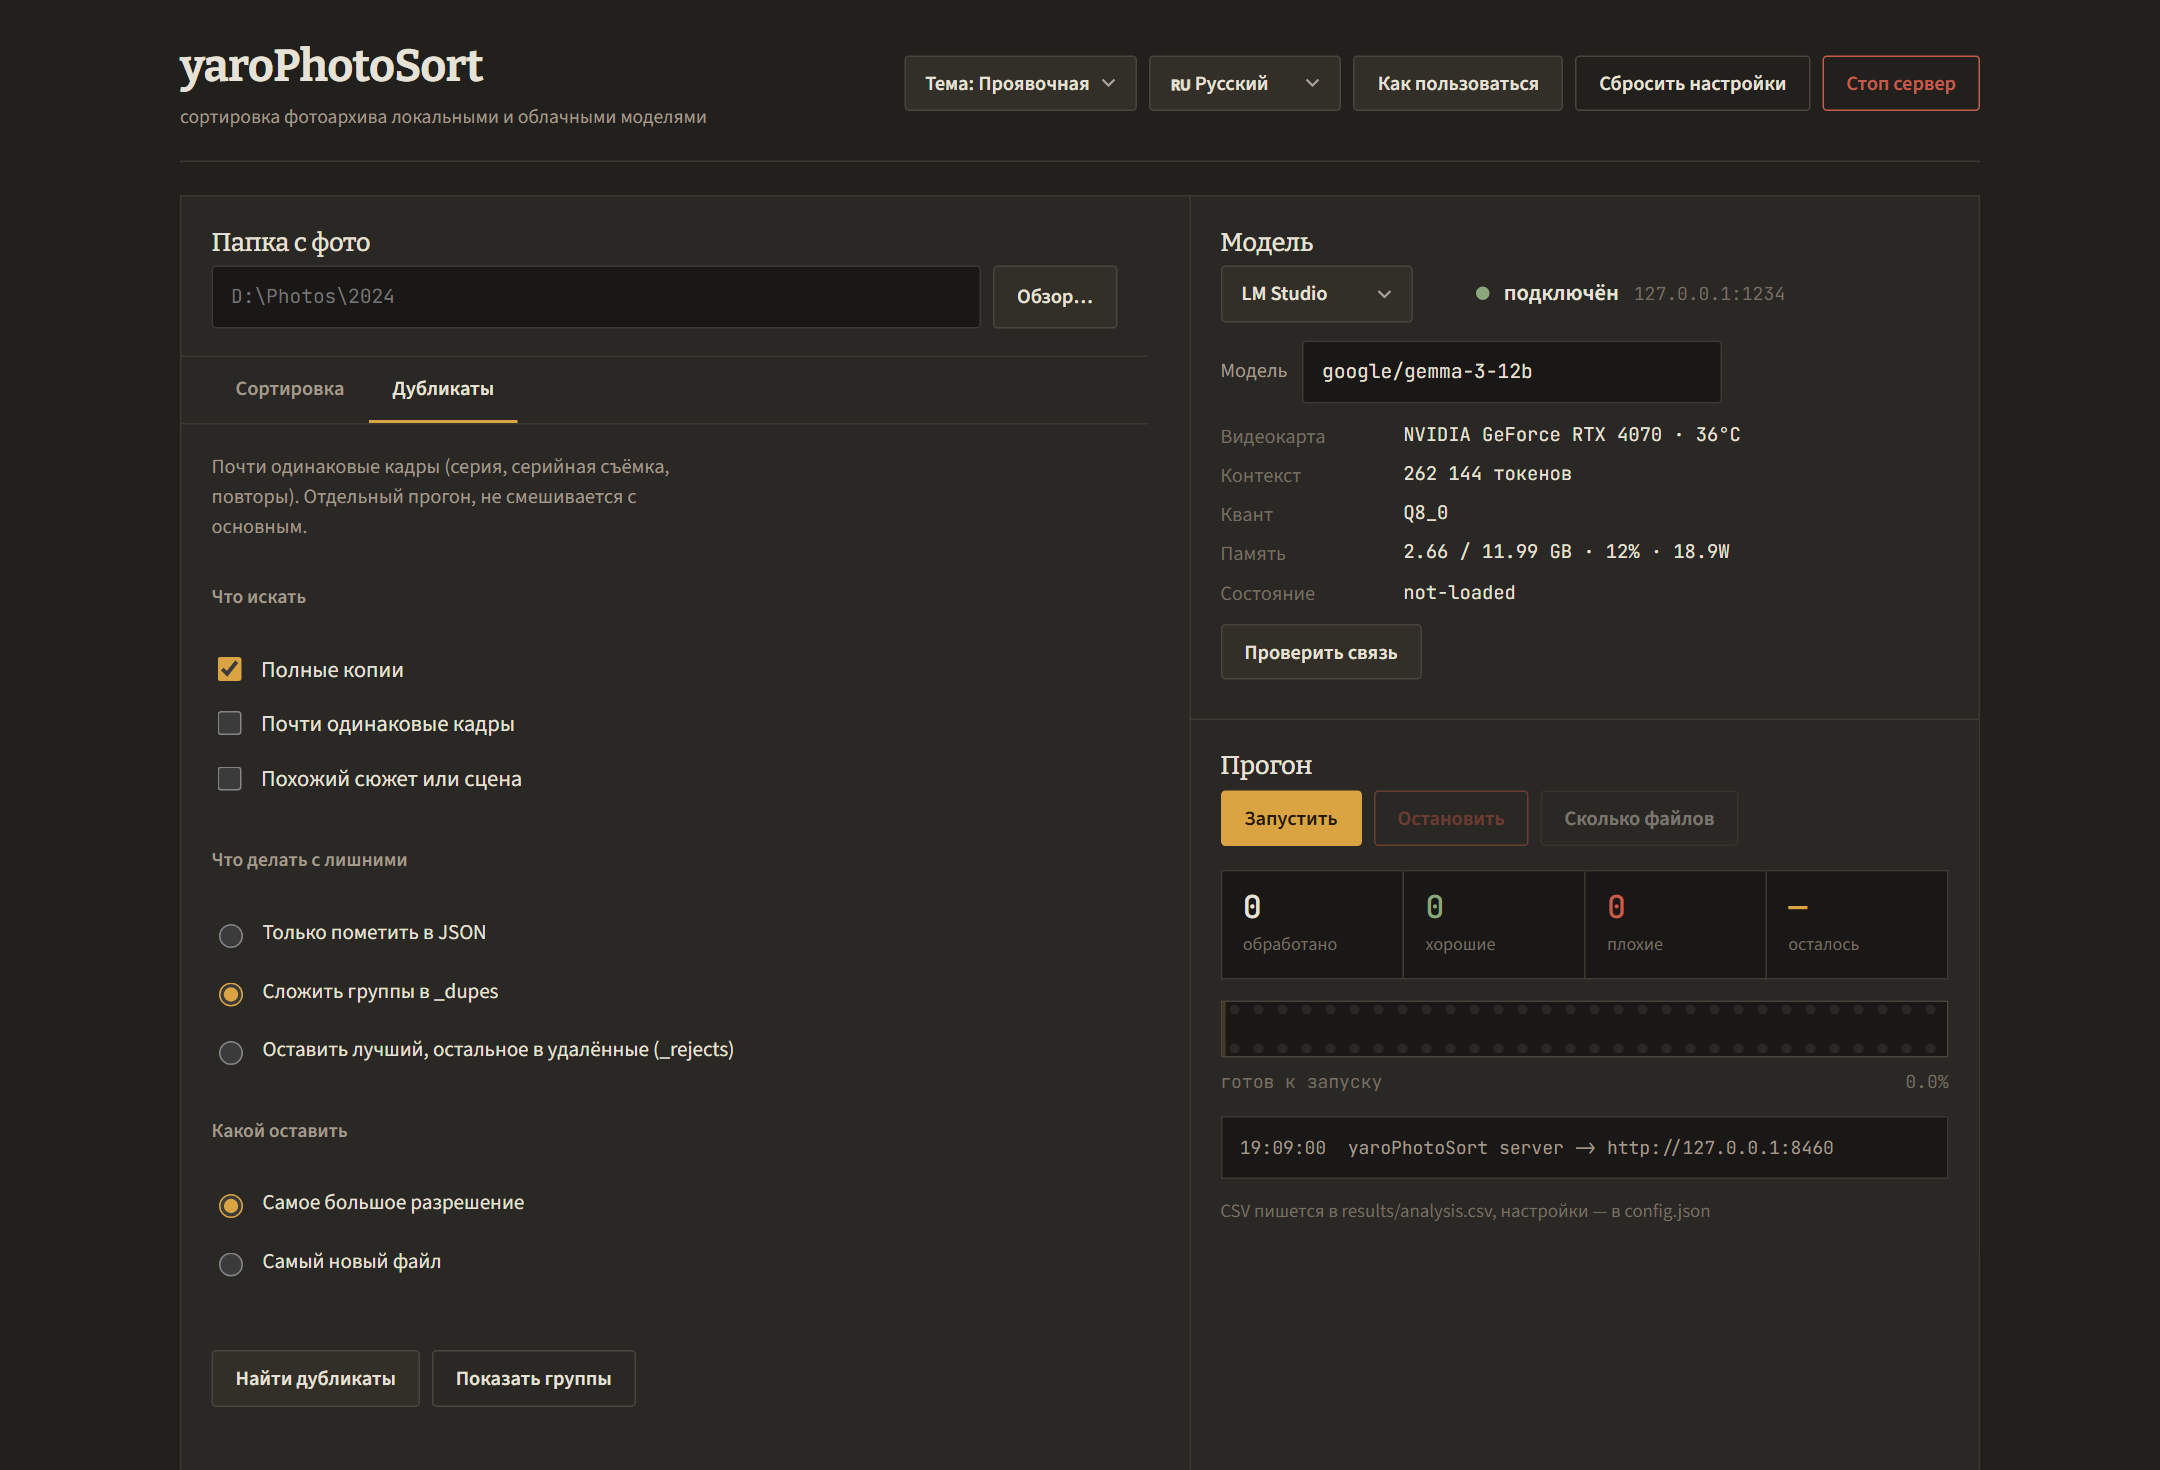 yaroPhotoSort
сортировка фотоархива локальными и облачными моделями
Тема: Проявочная
RU Русский
Как пользоваться
Сбросить настройки
Стоп сервер
Папка с фото
D:\Photos\2024
Обзор...
Сортировка
Дубликаты
Почти одинаковые кадры (серия, серийная съёмка,
повторы). Отдельный прогон, не смешивается с
основным.
Что искать
Полные копии
Почти одинаковые кадры
Похожий сюжет или сцена
Что делать с лишними
Только пометить в JSON
Сложить группы в _dupes
Оставить лучший, остальное в удалённые (_rejects)
Какой оставить
Самое большое разрешение
Самый новый файл
Найти дубликаты
Показать группы
Модель
LM Studio
подключён 127.0.0.1:1234
Модель google/gemma-3-12b
Видеокарта NVIDIA GeForce RTX 4070 · 36°C
Контекст 262 144 токенов
Квант Q8_0
Память 2.66 / 11.99 GB · 12% · 18.9W
Состояние not-loaded
Проверить связь
Прогон
Запустить
Остановить
Сколько файлов
0
обработано
0
хорошие
0
плохие
—
осталось
готов к запуску 0.0%
19:09:00 yaroPhotoSort server → http://127.0.0.1:8460
CSV пишется в results/analysis.csv, настройки — в config.json